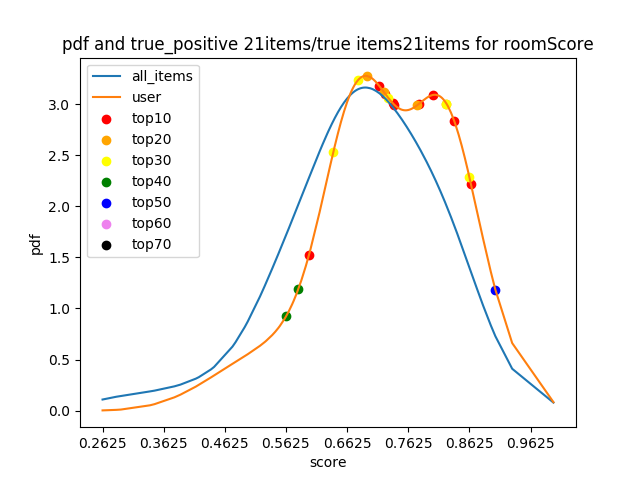 pdf and true_positive 21items/true items21items for roomScore
all_items
user
top10
top20
top30
top40
top50
top60
top70
pdf
3.0
2.5
2.0
1.5
1.0
0.5
0.0
0.2625 0.3625 0.4625 0.5625 0.6625 0.7625 0.8625 0.9625
score